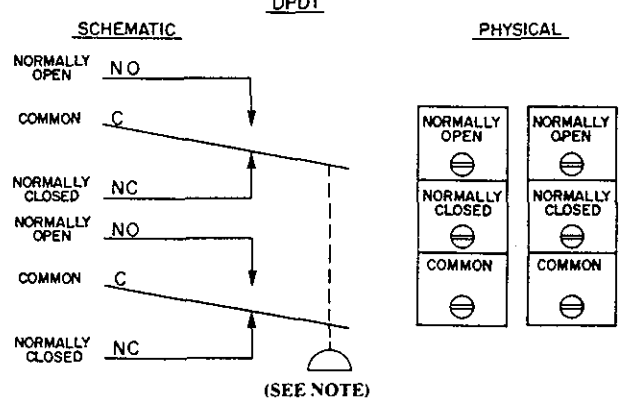 DPDT
SCHEMATIC
PHYSICAL
NORMALLY
OPEN
NO
COMMON
C
NORMALLY
CLOSED
NC
NORMALLY
OPEN
NO
COMMON
C
NORMALLY
CLOSED
NC
(SEE NOTE)
NORMALLY
OPEN
NORMALLY
OPEN
NORMALLY
CLOSED
NORMALLY
CLOSED
COMMON
COMMON